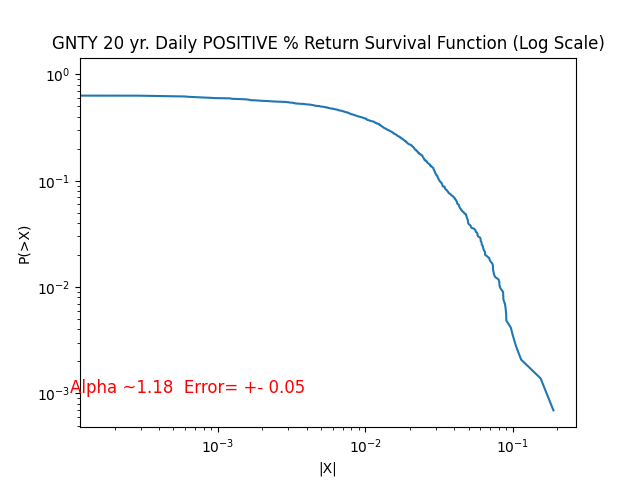 GNTY 20 yr. Daily POSITIVE % Return Survival Function (Log Scale)
P(>X)
10^0
10^-1
10^-2
10^-3
Alpha ~1.18  Error= +- 0.05
10^-3 10^-2 10^-1
|X|